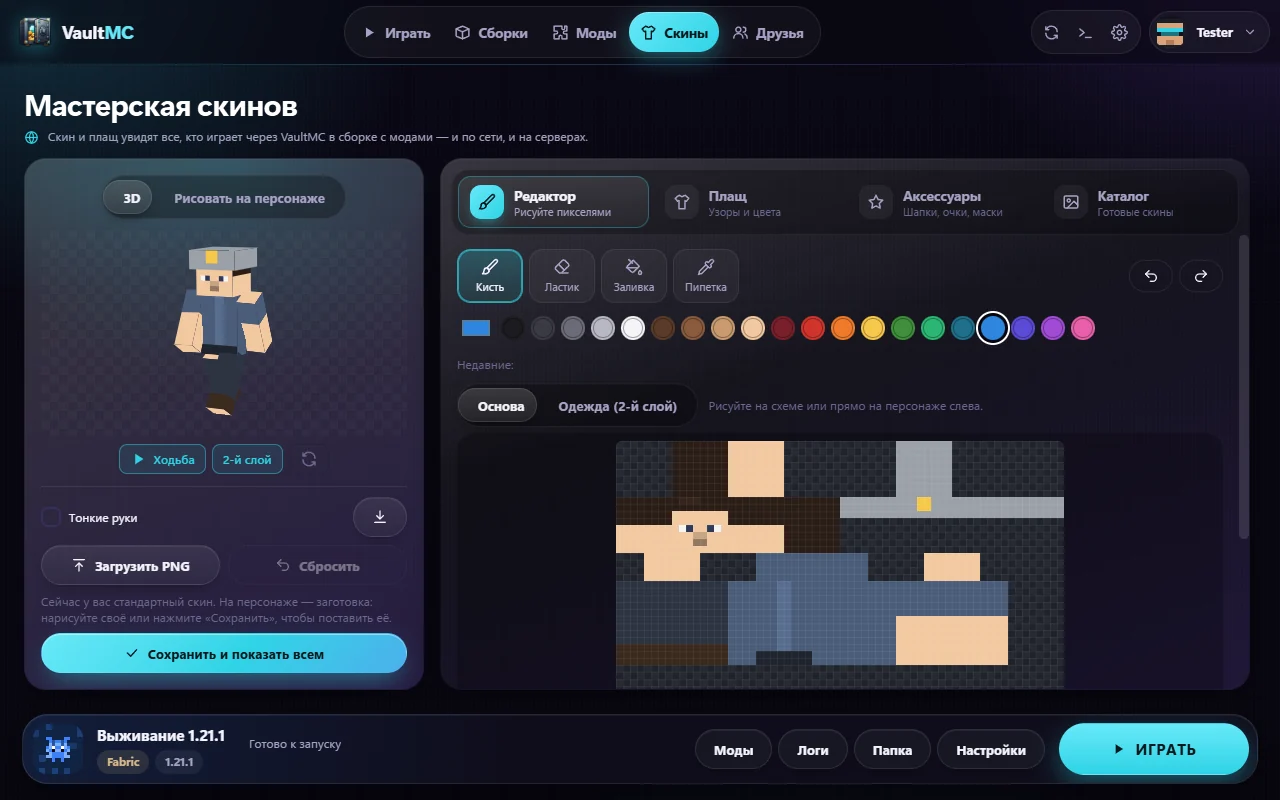 VaultMC
Играть
Сборки
Моды
Скины
Друзья
Tester
Мастерская скинов
Скин и плащ увидят все, кто играет через VaultMC в сборке с модами — и по сети, и на серверах.
3D
Рисовать на персонаже
Ходьба
2-й слой
Тонкие руки
Загрузить PNG
Сбросить
Сейчас у вас стандартный скин. На персонаже — заготовка:
нарисуйте своё или нажмите «Сохранить», чтобы поставить её.
Сохранить и показать всем
Редактор
Рисуйте пикселями
Плащ
Узоры и цвета
Аксессуары
Шапки, очки, маски
Каталог
Готовые скины
Кисть
Ластик
Заливка
Пипетка
Недавние:
Основа
Одежда (2-й слой)
Рисуйте на схеме или прямо на персонаже слева.
Выживание 1.21.1
Fabric
1.21.1
Готово к запуску
Моды
Логи
Папка
Настройки
ИГРАТЬ